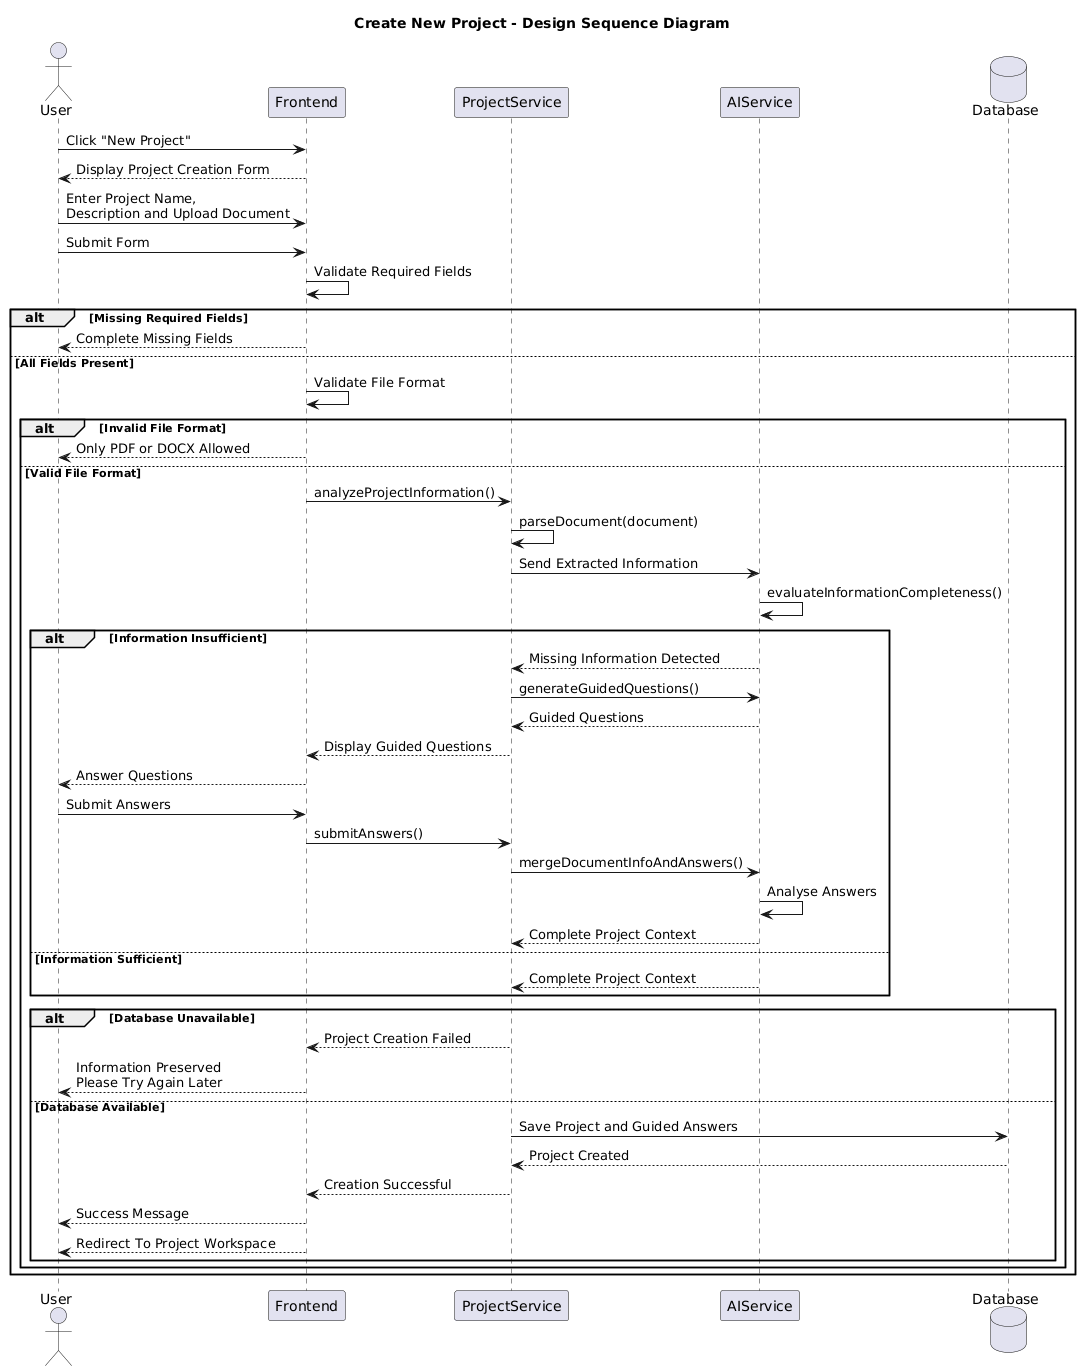 Create New Project - Design Sequence Diagram
User
Frontend
ProjectService
AIService
Database
Click "New Project"
Display Project Creation Form
Enter Project Name,
Description and Upload Document
Submit Form
Validate Required Fields
alt [Missing Required Fields]
Complete Missing Fields
[All Fields Present]
Validate File Format
alt [Invalid File Format]
Only PDF or DOCX Allowed
[Valid File Format]
analyzeProjectInformation()
parseDocument(document)
Send Extracted Information
evaluateInformationCompleteness()
alt [Information Insufficient]
Missing Information Detected
generateGuidedQuestions()
Guided Questions
Display Guided Questions
Answer Questions
Submit Answers
submitAnswers()
mergeDocumentInfoAndAnswers()
Analyse Answers
Complete Project Context
[Information Sufficient]
Complete Project Context
alt [Database Unavailable]
Project Creation Failed
Information Preserved
Please Try Again Later
[Database Available]
Save Project and Guided Answers
Project Created
Creation Successful
Success Message
Redirect To Project Workspace
User
Frontend
ProjectService
AIService
Database